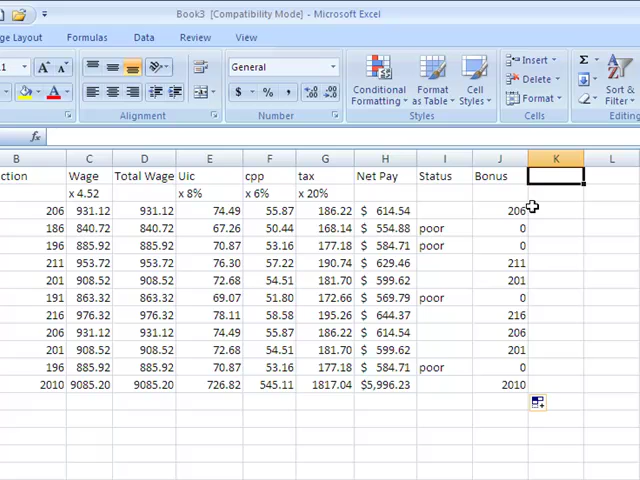 Book3 [Compatibility Mode] - Microsoft Excel
ge Layout Formulas Data Review View
1 A A General Σ
$ % , Conditional Formatting Format as Table Cell Styles Insert Delete Format Sort & Filter
Alignment Number Styles Cells Editing
fx
B C D E F G H I J K L
ction Wage Total Wage Uic cpp tax Net Pay Status Bonus
x 4.52 x 8% x 6% x 20%
206 931.12 931.12 74.49 55.87 186.22 $ 614.54 206
186 840.72 840.72 67.26 50.44 168.14 $ 554.88 poor 0
196 885.92 885.92 70.87 53.16 177.18 $ 584.71 poor 0
211 953.72 953.72 76.30 57.22 190.74 $ 629.46 211
201 908.52 908.52 72.68 54.51 181.70 $ 599.62 201
191 863.32 863.32 69.07 51.80 172.66 $ 569.79 poor 0
216 976.32 976.32 78.11 58.58 195.26 $ 644.37 216
206 931.12 931.12 74.49 55.87 186.22 $ 614.54 206
201 908.52 908.52 72.68 54.51 181.70 $ 599.62 201
196 885.92 885.92 70.87 53.16 177.18 $ 584.71 poor 0
2010 9085.20 9085.20 726.82 545.11 1817.04 $5,996.23 2010